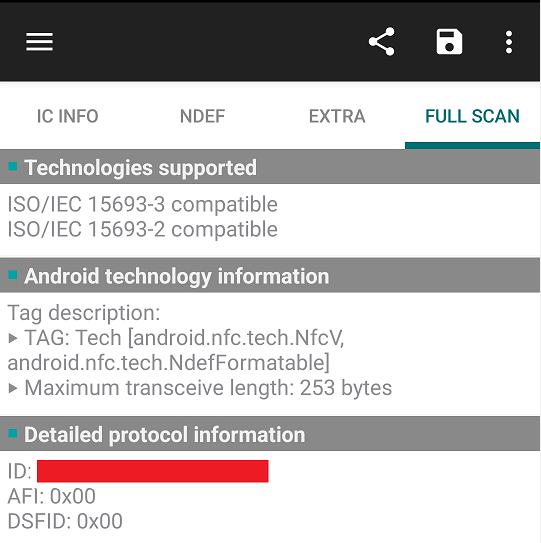 IC INFO NDEF EXTRA FULL SCAN
Technologies supported
ISO/IEC 15693-3 compatible
ISO/IEC 15693-2 compatible
Android technology information
Tag description:
▸ TAG: Tech [android.nfc.tech.NfcV,
android.nfc.tech.NdefFormatable]
▸ Maximum transceive length: 253 bytes
Detailed protocol information
ID:
AFI: 0x00
DSFID: 0x00